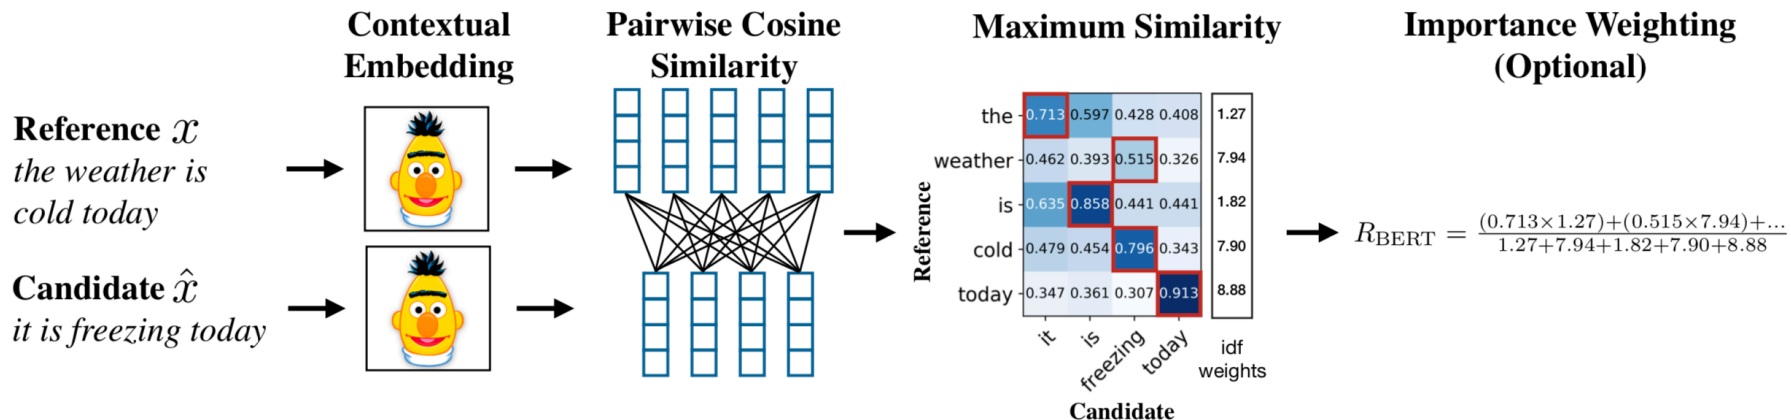 Contextual Embedding
Pairwise Cosine Similarity
Maximum Similarity
Importance Weighting (Optional)
Reference x
the weather is
cold today
Candidate x̂
it is freezing today
Reference
the 0.713 0.597 0.428 0.408 1.27
weather 0.462 0.393 0.515 0.326 7.94
is 0.635 0.858 0.441 0.441 1.82
cold 0.479 0.454 0.796 0.343 7.90
today 0.347 0.361 0.307 0.913 8.88
it is freezing today
idf weights
Candidate
R_BERT = (0.713×1.27)+(0.515×7.94)+... / 1.27+7.94+1.82+7.90+8.88